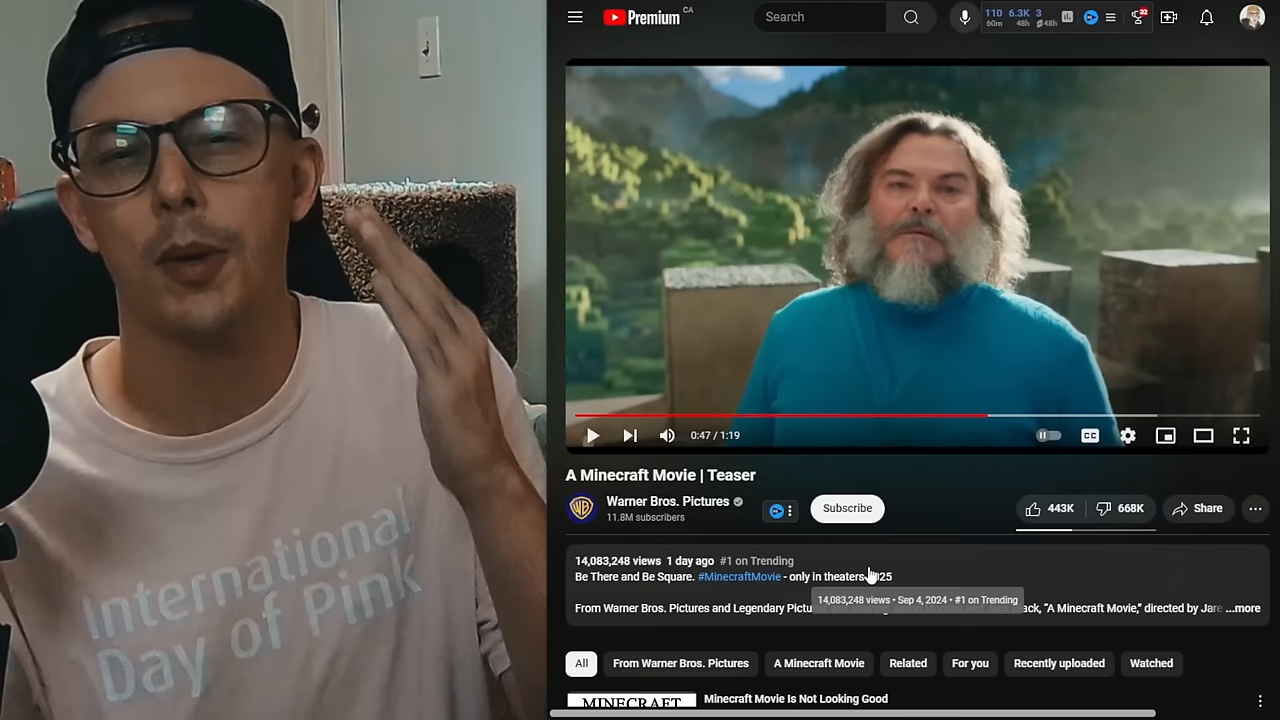 International
Day of Pink
Premium CA
Search
110 6.3K 3
60m 48h 48h
32
0:47 / 1:19
CC
A Minecraft Movie | Teaser
WB
Warner Bros. Pictures
11.8M subscribers
Subscribe
443K
668K
Share
14,083,248 views 1 day ago #1 on Trending
Be There and Be Square. #MinecraftMovie - only in theaters 2025
14,083,248 views • Sep 4, 2024 • #1 on Trending
From Warner Bros. Pictures and Legendary Pictu ack, “A Minecraft Movie,” directed by Jare ...more
All
From Warner Bros. Pictures
A Minecraft Movie
Related
For you
Recently uploaded
Watched
MINECRAFT
Minecraft Movie Is Not Looking Good